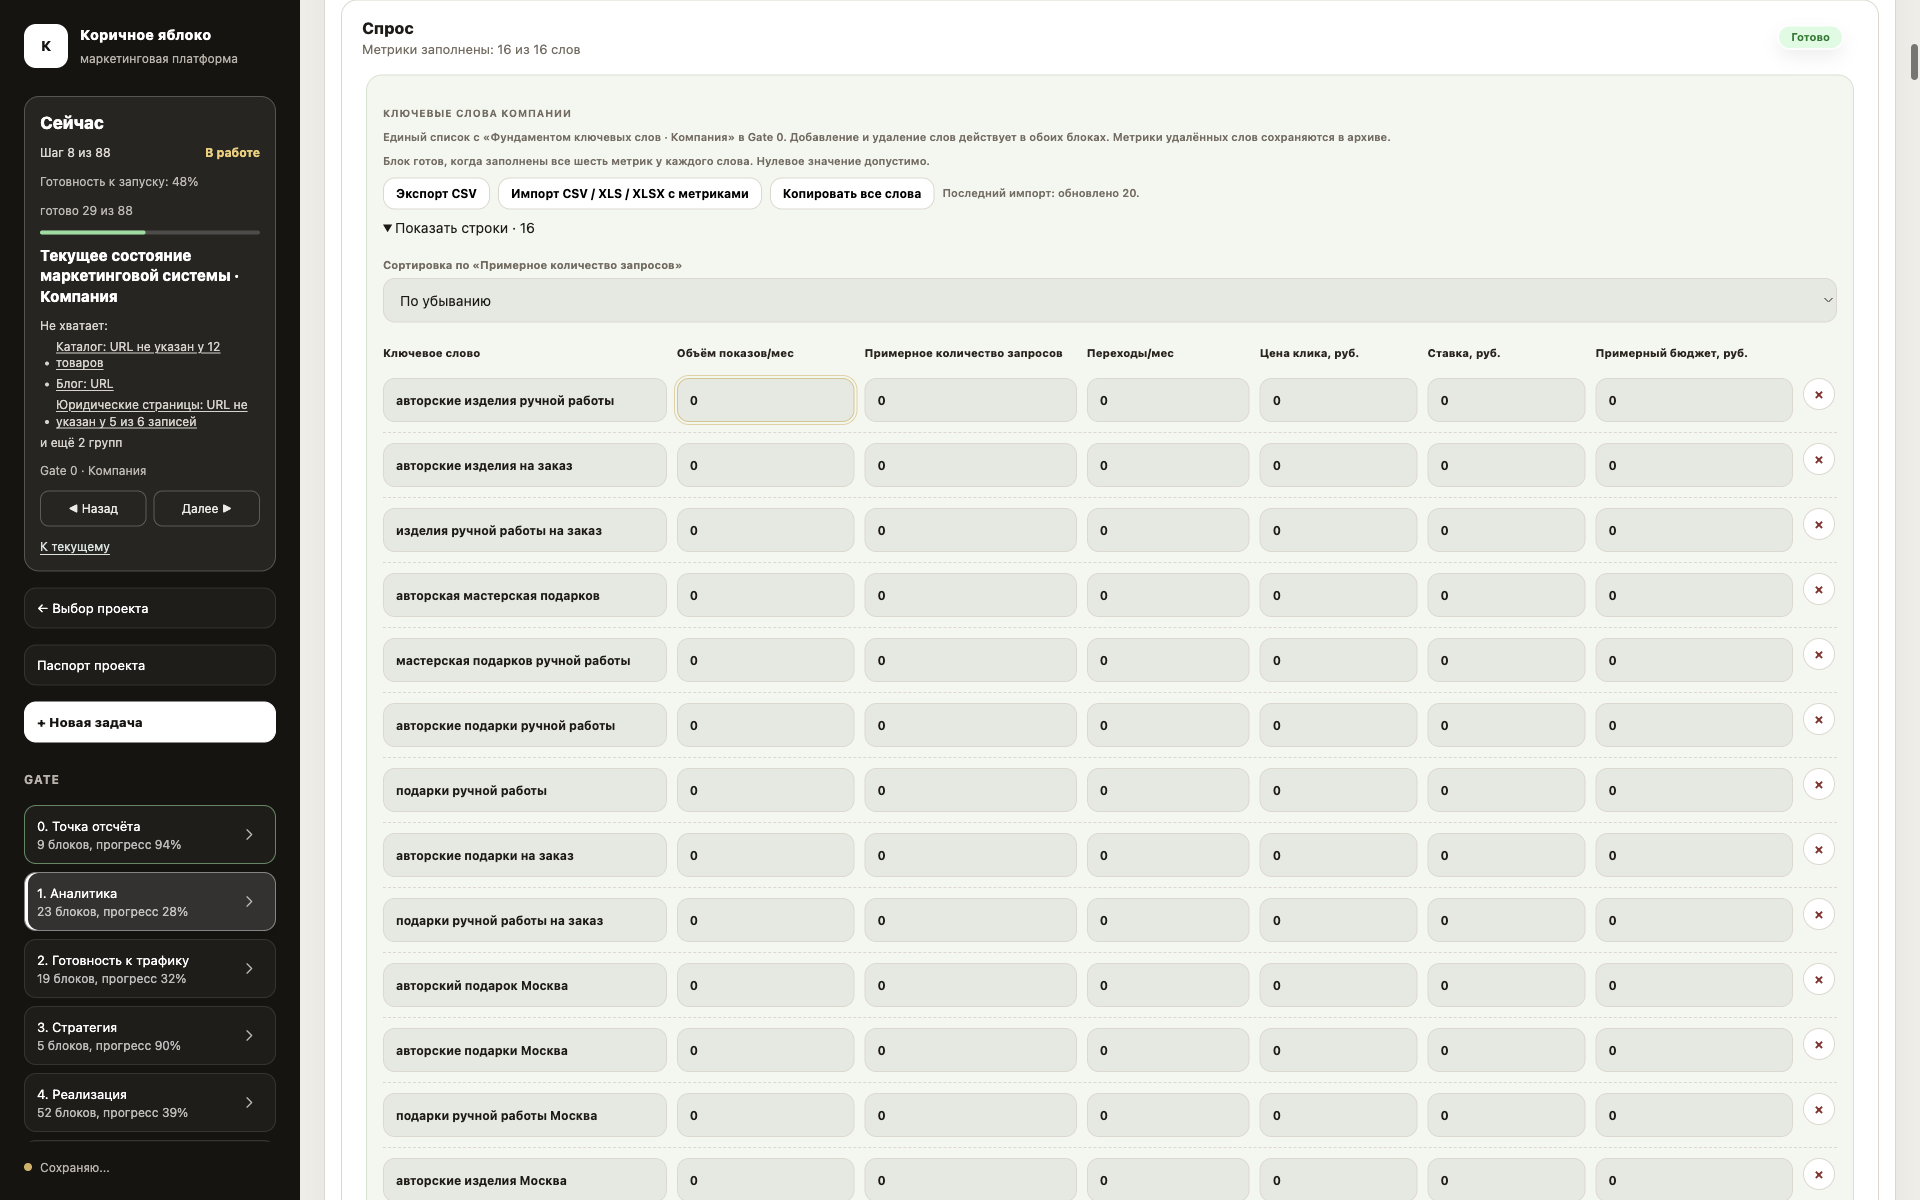 К
Коричное яблоко
маркетинговая платформа
Сейчас
Шаг 8 из 88
В работе
Готовность к запуску: 48%
готово 29 из 88
Текущее состояние
маркетинговой системы ·
Компания
Не хватает:
• Каталог: URL не указан у 12
товаров
• Блог: URL
• Юридические страницы: URL не
указан у 5 из 6 записей
и ещё 2 групп
Gate 0 · Компания
◀ Назад
Далее ▶
К текущему
← Выбор проекта
Паспорт проекта
+ Новая задача
GATE
0. Точка отсчёта
9 блоков, прогресс 94%
1. Аналитика
23 блоков, прогресс 28%
2. Готовность к трафику
19 блоков, прогресс 32%
3. Стратегия
5 блоков, прогресс 90%
4. Реализация
52 блоков, прогресс 39%
Сохраняю...
Спрос
Метрики заполнены: 16 из 16 слов
Готово
КЛЮЧЕВЫЕ СЛОВА КОМПАНИИ
Единый список с «Фундаментом ключевых слов · Компания» в Gate 0. Добавление и удаление слов действует в обоих блоках. Метрики удалённых слов сохраняются в архиве.
Блок готов, когда заполнены все шесть метрик у каждого слова. Нулевое значение допустимо.
Экспорт CSV
Импорт CSV / XLS / XLSX с метриками
Копировать все слова
Последний импорт: обновлено 20.
▼ Показать строки · 16
Сортировка по «Примерное количество запросов»
По убыванию
Ключевое слово Объём показов/мес Примерное количество запросов Переходы/мес Цена клика, руб. Ставка, руб. Примерный бюджет, руб.
авторские изделия ручной работы 0 0 0 0 0 0 ×
авторские изделия на заказ 0 0 0 0 0 0 ×
изделия ручной работы на заказ 0 0 0 0 0 0 ×
авторская мастерская подарков 0 0 0 0 0 0 ×
мастерская подарков ручной работы 0 0 0 0 0 0 ×
авторские подарки ручной работы 0 0 0 0 0 0 ×
подарки ручной работы 0 0 0 0 0 0 ×
авторские подарки на заказ 0 0 0 0 0 0 ×
подарки ручной работы на заказ 0 0 0 0 0 0 ×
авторский подарок Москва 0 0 0 0 0 0 ×
авторские подарки Москва 0 0 0 0 0 0 ×
подарки ручной работы Москва 0 0 0 0 0 0 ×
авторские изделия Москва 0 0 0 0 0 0 ×